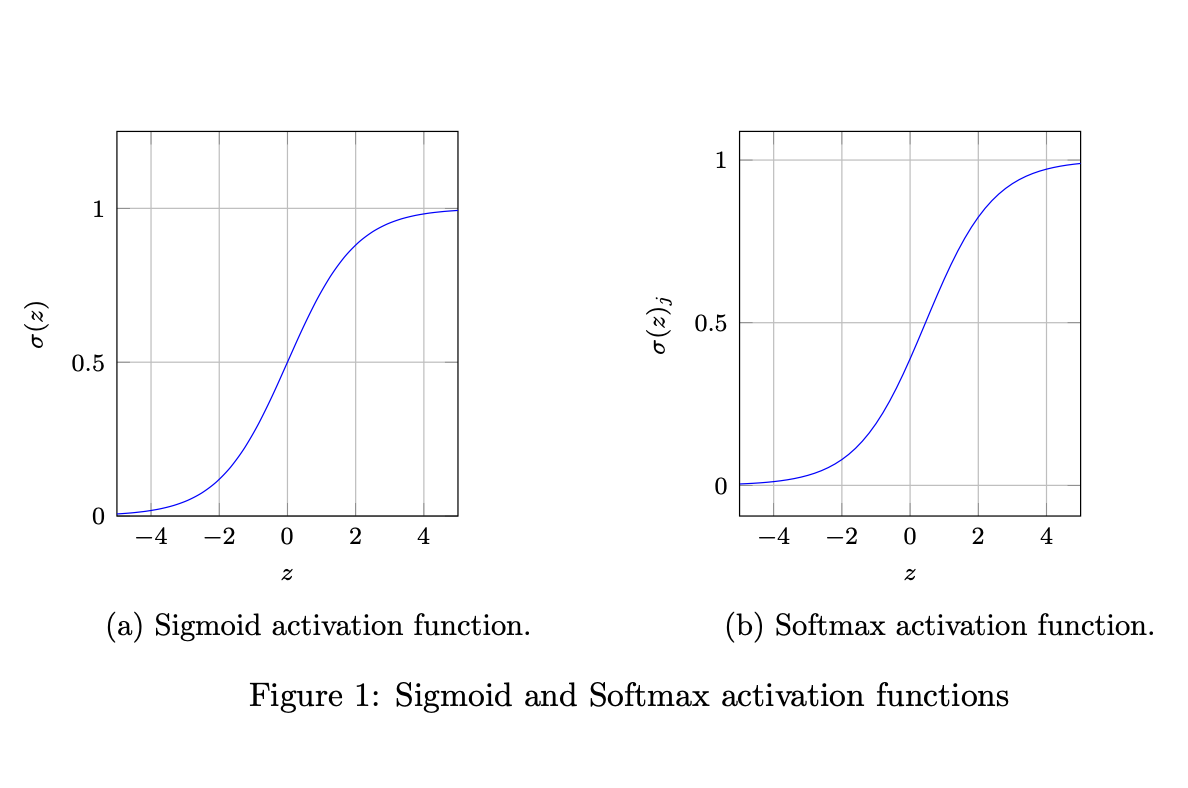 1
0.5
0
−4 −2 0 2 4
z
σ(z)
(a) Sigmoid activation function.
1
0.5
0
−4 −2 0 2 4
z
σ(z)j
(b) Softmax activation function.
Figure 1: Sigmoid and Softmax activation functions